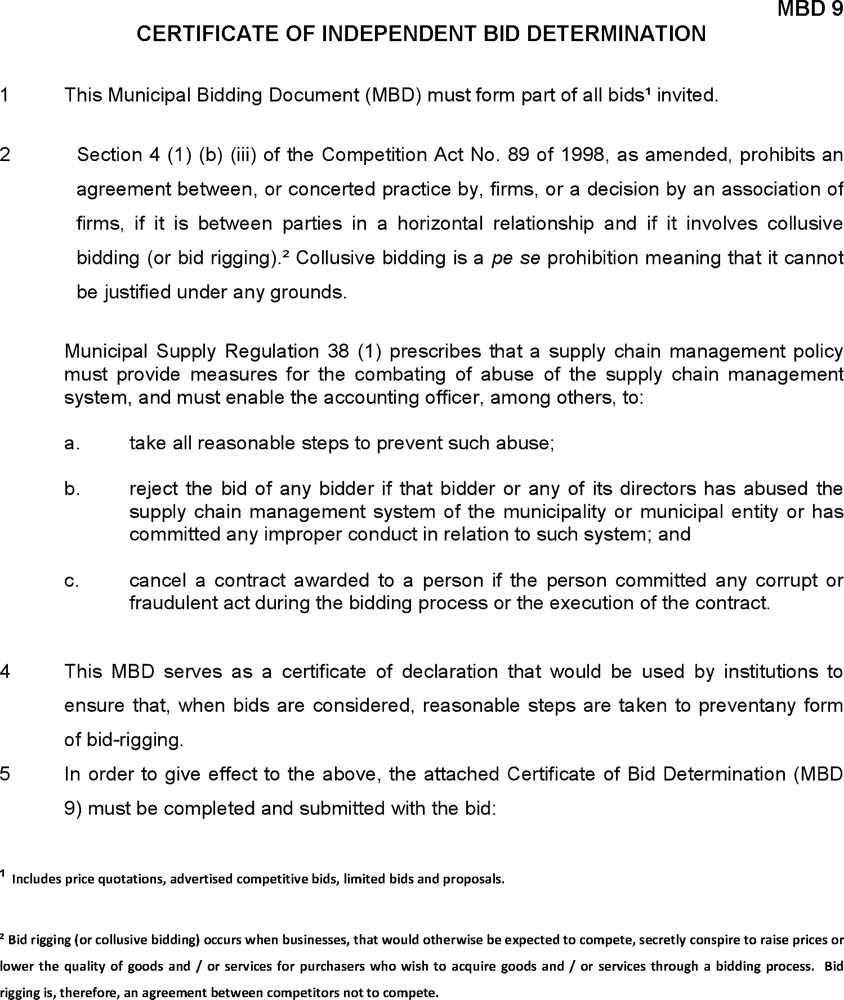 MBD 9
CERTIFICATE OF INDEPENDENT BID DETERMINATION
1 This Municipal Bidding Document (MBD) must form part of all bids¹ invited.
2 Section 4 (1) (b) (iii) of the Competition Act No. 89 of 1998, as amended, prohibits an
agreement between, or concerted practice by, firms, or a decision by an association of
firms, if it is between parties in a horizontal relationship and if it involves collusive
bidding (or bid rigging).² Collusive bidding is a pe se prohibition meaning that it cannot
be justified under any grounds.
Municipal Supply Regulation 38 (1) prescribes that a supply chain management policy
must provide measures for the combating of abuse of the supply chain management
system, and must enable the accounting officer, among others, to:
a. take all reasonable steps to prevent such abuse;
b. reject the bid of any bidder if that bidder or any of its directors has abused the
supply chain management system of the municipality or municipal entity or has
committed any improper conduct in relation to such system; and
c. cancel a contract awarded to a person if the person committed any corrupt or
fraudulent act during the bidding process or the execution of the contract.
4 This MBD serves as a certificate of declaration that would be used by institutions to
ensure that, when bids are considered, reasonable steps are taken to preventany form
of bid-rigging.
5 In order to give effect to the above, the attached Certificate of Bid Determination (MBD
9) must be completed and submitted with the bid:
¹ Includes price quotations, advertised competitive bids, limited bids and proposals.
² Bid rigging (or collusive bidding) occurs when businesses, that would otherwise be expected to compete, secretly conspire to raise prices or
lower the quality of goods and / or services for purchasers who wish to acquire goods and / or services through a bidding process. Bid
rigging is, therefore, an agreement between competitors not to compete.